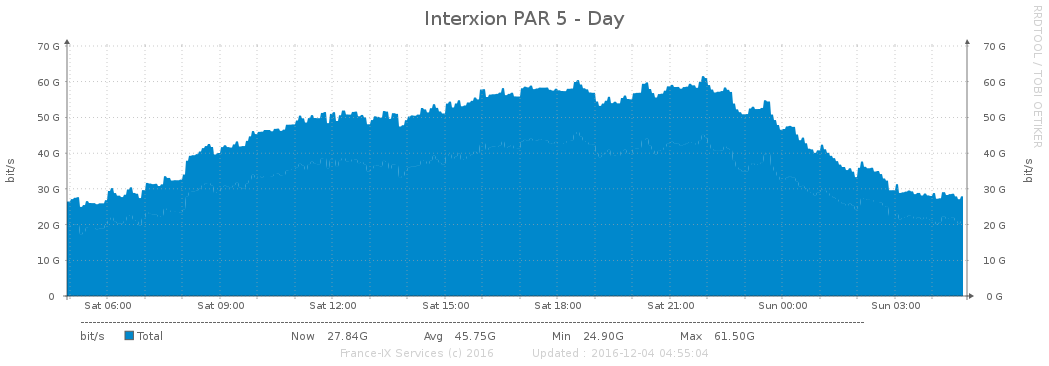 Interxion PAR 5 - Day
RRDTOOL / TOBI OETIKER
bit/s
70 G 70 G
60 G 60 G
50 G 50 G
40 G 40 G
30 G 30 G
20 G 20 G
10 G 10 G
0 0 G
bit/s
Sat 06:00 Sat 09:00 Sat 12:00 Sat 15:00 Sat 18:00 Sat 21:00 Sun 00:00 Sun 03:00
bit/s Total Now 27.84G Avg 45.75G Min 24.90G Max 61.50G
France-IX Services (c) 2016 Updated : 2016-12-04 04:55:04